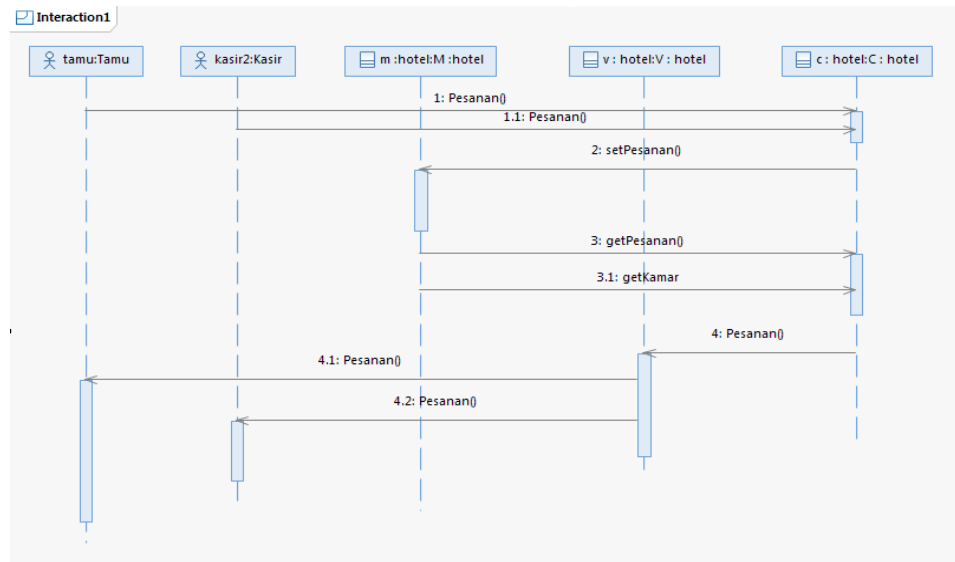 Interaction1
tamu:Tamu
kasir2:Kasir
m :hotel:M :hotel
v : hotel:V : hotel
c : hotel:C : hotel
1: Pesanan()
1.1: Pesanan()
2: setPesanan()
3: getPesanan()
3.1: getKamar
4: Pesanan()
4.1: Pesanan()
4.2: Pesanan()